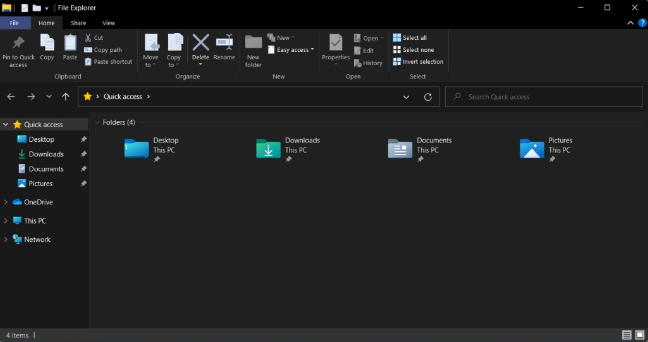 File Explorer
File Home Share View
Pin to Quick access
Copy
Paste
Cut
Copy path
Paste shortcut
Clipboard
Move to
Copy to
Delete
Rename
Organize
New folder
New
Easy access
New
Properties
Open
Edit
History
Open
Select all
Select none
Invert selection
Select
Quick access
Search Quick access
Quick access
Desktop
Downloads
Documents
Pictures
OneDrive
This PC
Network
Folders (4)
Desktop
This PC
Downloads
This PC
Documents
This PC
Pictures
This PC
4 items